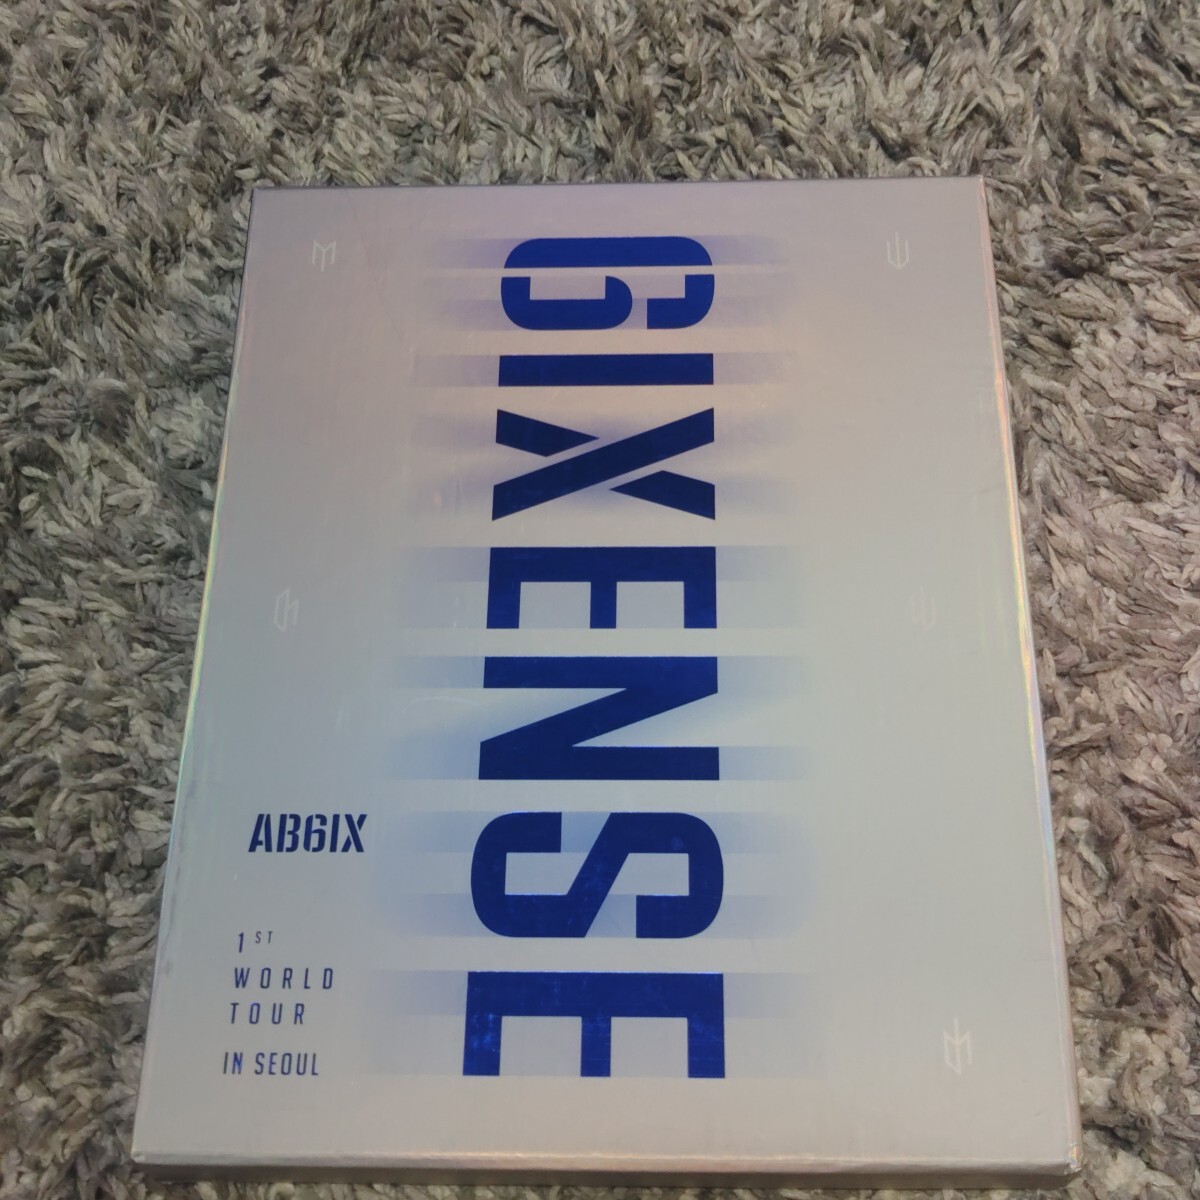 6IXENSE
AB6IX
1ST
WORLD
TOUR
IN SEOUL